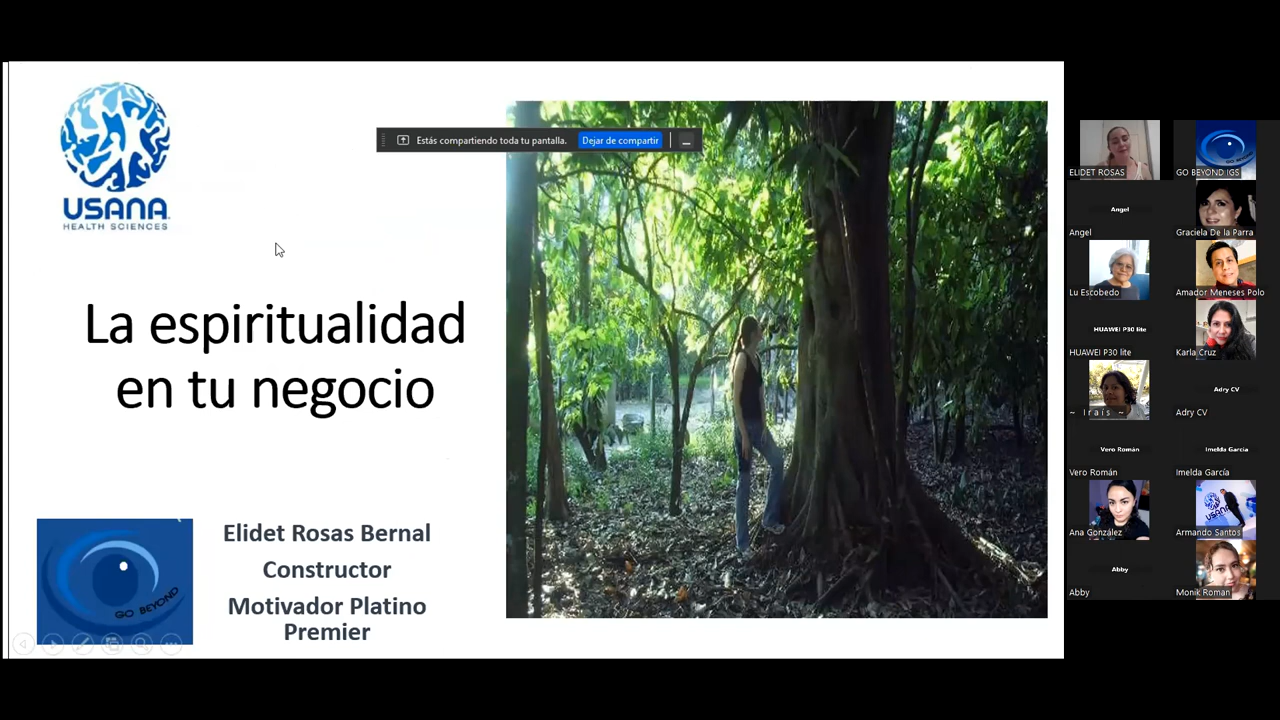 USANA
HEALTH SCIENCES
Estás compartiendo toda tu pantalla.
Dejar de compartir
La espiritualidad
en tu negocio
GO BEYOND
Elidet Rosas Bernal
Constructor
Motivador Platino
Premier
ELIDET ROSAS
GO BEYOND
GO BEYOND IGS
Angel
Angel
Graciela De la Parra
Lu Escobedo
Amador Meneses Polo
HUAWEI P30 lite
HUAWEI P30 lite
Karla Cruz
~ I r a í s ~
Adry CV
Adry CV
Vero Román
Vero Román
Imelda García
Imelda García
Ana González
USANA
Armando Santos
Abby
Abby
Monik Roman